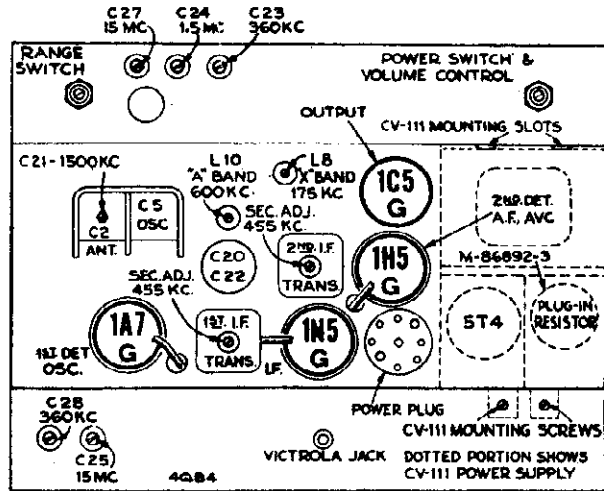 C27
15 MC
C24
1.5 MC
C23
360KC
RANGE
SWITCH
POWER SWITCH &
VOLUME CONTROL
OUTPUT
CV-111 MOUNTING SLOTS
C21-1500KC
L 10
"A" BAND
600KC.
L8
"X" BAND
175 KC
1C5
G
C2
ANT.
C5
OSC
SEC. ADJ.
455 KC.
2ND. DET.
A.F., AVC
C20
C22
2ND. I.F.
TRANS.
1H5
G
M-86892-3
SEC. ADJ.
455 KC.
1A7
G
1ST. I.F.
TRANS.
1N5
G
5T4
PLUG-IN
RESISTOR
1ST DET
OSC.
I.F.
POWER PLUG
C28
360KC
C25
15 MC
4Q84
VICTROLA JACK
CV-111 MOUNTING SCREWS
DOTTED PORTION SHOWS
CV-111 POWER SUPPLY